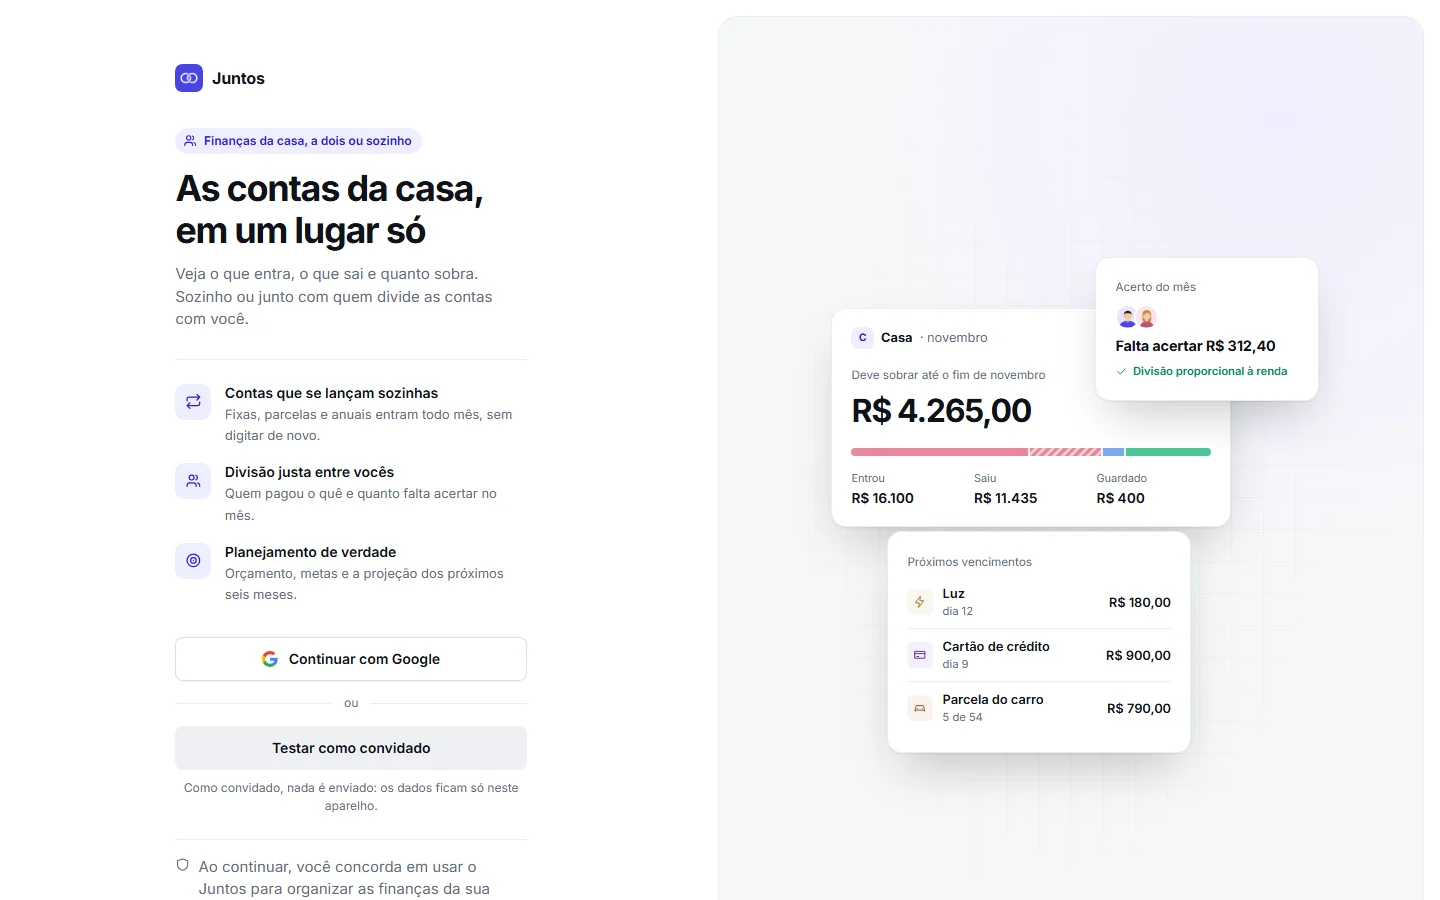 Juntos
Finanças da casa, a dois ou sozinho
As contas da casa,
em um lugar só
Veja o que entra, o que sai e quanto sobra.
Sozinho ou junto com quem divide as contas
com você.
Contas que se lançam sozinhas
Fixas, parcelas e anuais entram todo mês, sem
digitar de novo.
Divisão justa entre vocês
Quem pagou o quê e quanto falta acertar no
mês.
Planejamento de verdade
Orçamento, metas e a projeção dos próximos
seis meses.
Continuar com Google
ou
Testar como convidado
Como convidado, nada é enviado: os dados ficam só neste
aparelho.
Ao continuar, você concorda em usar o
Juntos para organizar as finanças da sua
Acerto do mês
Falta acertar R$ 312,40
Divisão proporcional à renda
C Casa · novembro
Deve sobrar até o fim de novembro
R$ 4.265,00
Entrou Saiu Guardado
R$ 16.100 R$ 11.435 R$ 400
Próximos vencimentos
Luz
dia 12
R$ 180,00
Cartão de crédito
dia 9
R$ 900,00
Parcela do carro
5 de 54
R$ 790,00